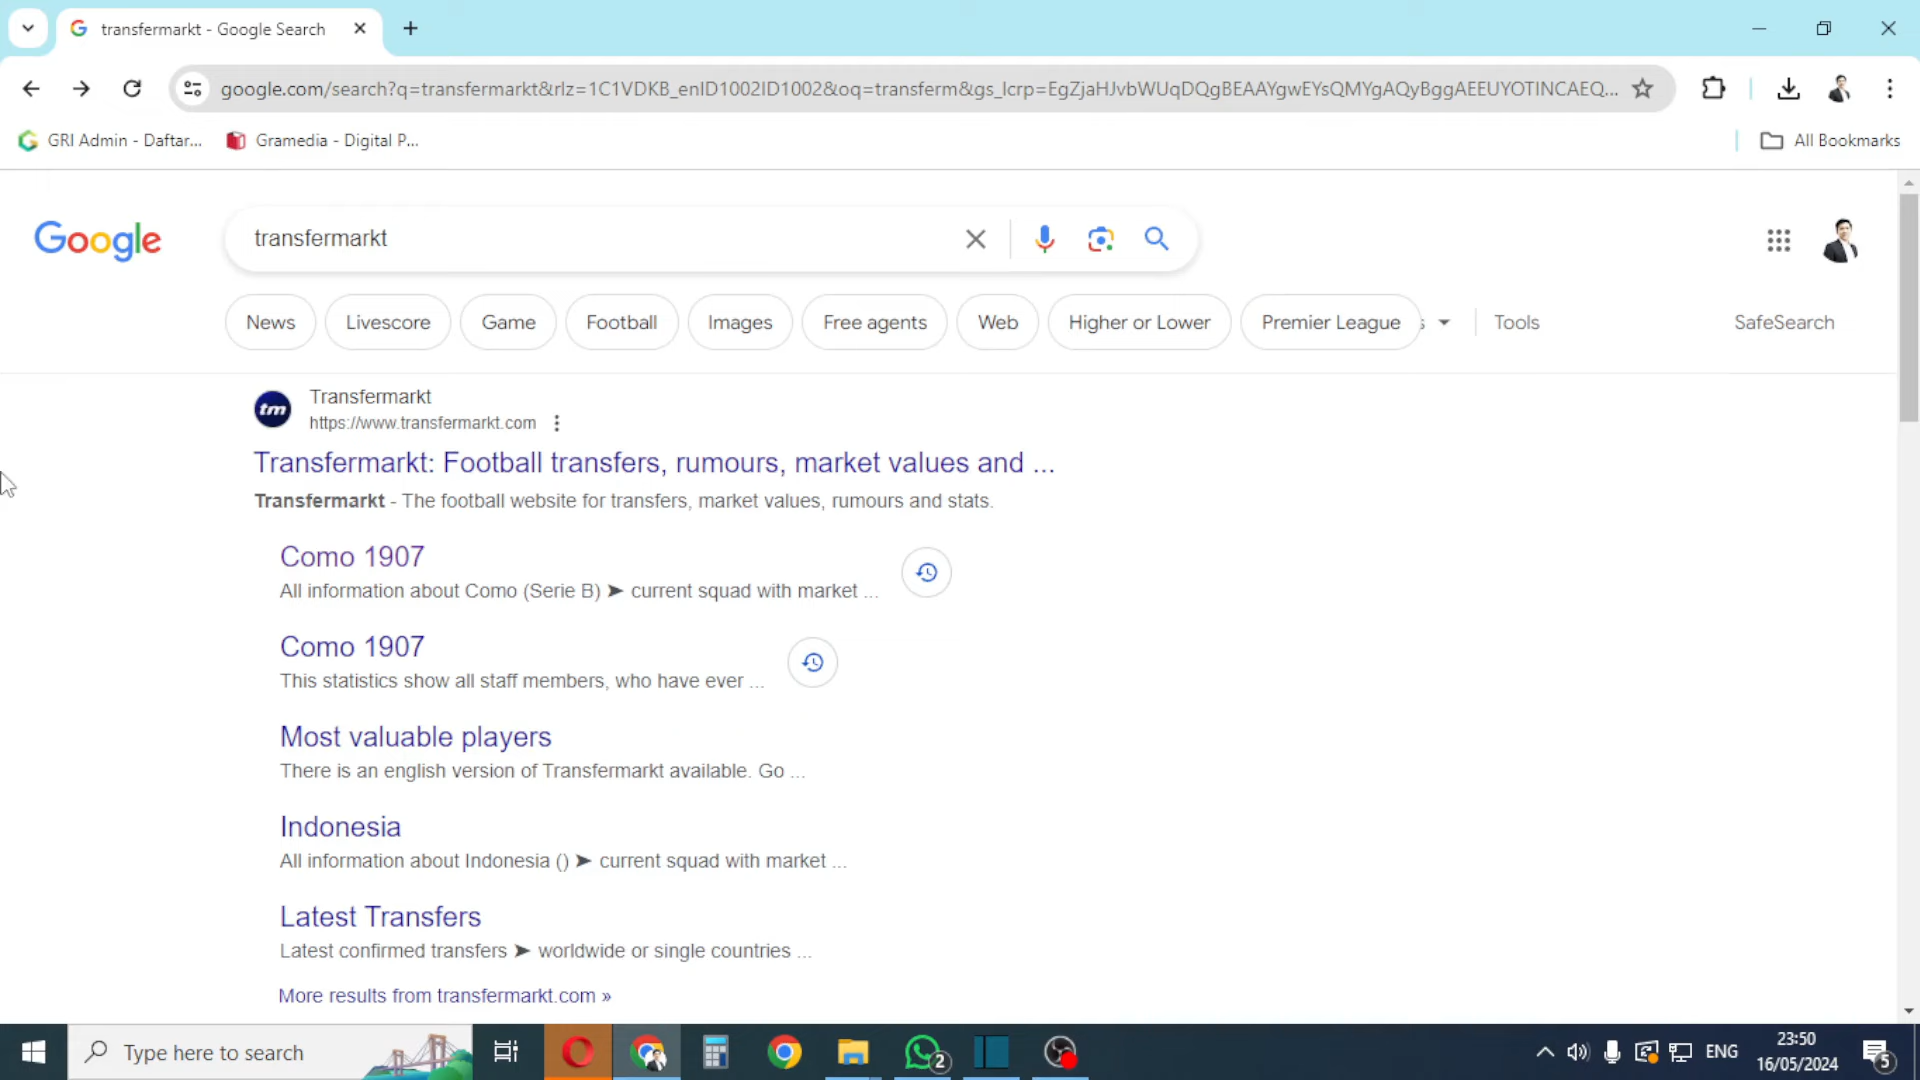 transfermarkt - Google Search
google.com/search?q=transfermarkt&rlz=1C1VDKB_enID1002ID1002&oq=transferm&gs_lcrp=EgZjaHJvbWUqDQgBEAAYgwEYsQMYgAQyBggAEEUYOTINCAEQ...
GRI Admin - Daftar...
Gramedia - Digital P...
All Bookmarks
Google
transfermarkt
News
Livescore
Game
Football
Images
Free agents
Web
Higher or Lower
Premier League
s
Tools
SafeSearch
tm
Transfermarkt
https://www.transfermarkt.com
Transfermarkt: Football transfers, rumours, market values and ...
Transfermarkt - The football website for transfers, market values, rumours and stats.
Como 1907
All information about Como (Serie B) ➤ current squad with market ...
Como 1907
This statistics show all staff members, who have ever ...
Most valuable players
There is an english version of Transfermarkt available. Go ...
Indonesia
All information about Indonesia () ➤ current squad with market ...
Latest Transfers
Latest confirmed transfers ➤ worldwide or single countries ...
More results from transfermarkt.com »
Type here to search
2
ENG
23:50
16/05/2024
5